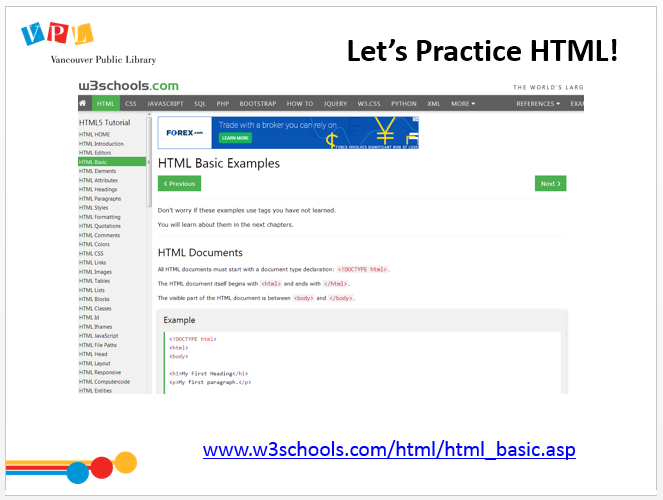 VPL
Vancouver Public Library
Let's Practice HTML!
w3schools.com
THE WORLD'S LARG
HTML CSS JAVASCRIPT SQL PHP BOOTSTRAP HOW TO JQUERY W3.CSS PYTHON XML MORE REFERENCES EXAM
HTML5 Tutorial
HTML HOME
HTML Introduction
HTML Editors
HTML Basic
HTML Elements
HTML Attributes
HTML Headings
HTML Paragraphs
HTML Styles
HTML Formatting
HTML Quotations
HTML Comments
HTML Colors
HTML CSS
HTML Links
HTML Images
HTML Tables
HTML Lists
HTML Blocks
HTML Classes
HTML Id
HTML Iframes
HTML JavaScript
HTML File Paths
HTML Head
HTML Layout
HTML Responsive
HTML Computercode
HTML Entities
FOREX.com
Trade with a broker you can rely on
LEARN MORE
FOREX INVOLVES SIGNIFICANT RISK OF LOSS
HTML Basic Examples
❮ Previous
Next ❯
Don't worry if these examples use tags you have not learned.
You will learn about them in the next chapters.
HTML Documents
All HTML documents must start with a document type declaration: <!DOCTYPE html>.
The HTML document itself begins with <html> and ends with </html>.
The visible part of the HTML document is between <body> and </body>.
Example
<!DOCTYPE html>
<html>
<body>
<h1>My First Heading</h1>
<p>My first paragraph.</p>
www.w3schools.com/html/html_basic.asp